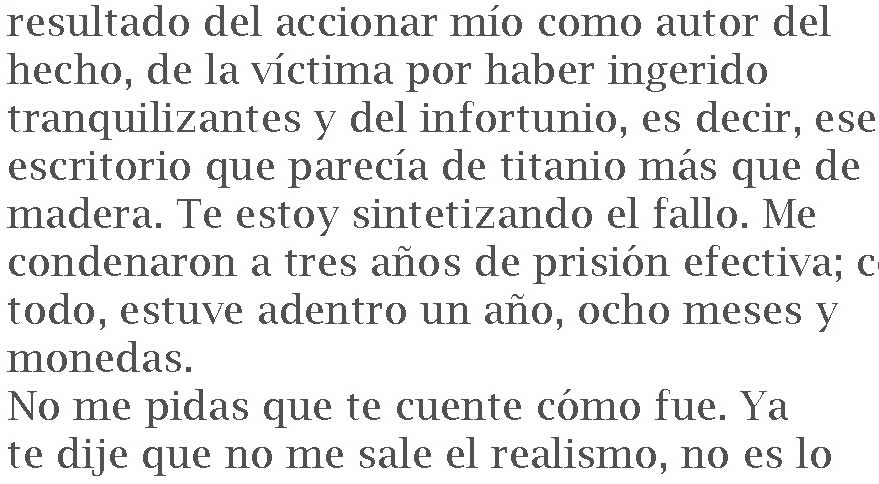 resultado del accionar mío como autor del
hecho, de la víctima por haber ingerido
tranquilizantes y del infortunio, es decir, ese
escritorio que parecía de titanio más que de
madera. Te estoy sintetizando el fallo. Me
condenaron a tres años de prisión efectiva;
todo, estuve adentro un año, ocho meses y
monedas.
No me pidas que te cuente cómo fue. Ya
te dije que no me sale el realismo, no es lo